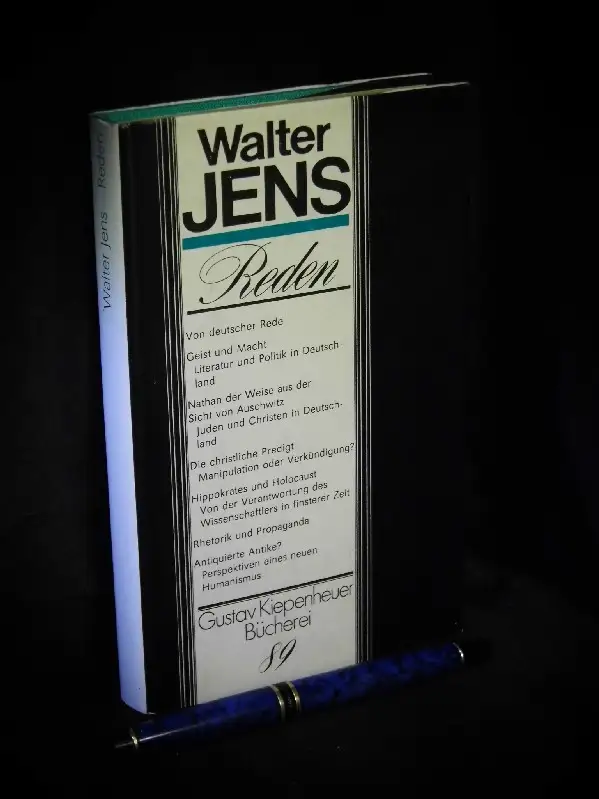 Walter Jens Reden
Walter
JENS
Reden
Von deutscher Rede
Geist und Macht
Literatur und Politik in Deutsch-
land
Nathan der Weise aus der
Sicht von Auschwitz
Juden und Christen in Deutsch-
land
Die christliche Predigt
Manipulation oder Verkündigung?
Hippokrates und Holocaust
Von der Verantwortung des
Wissenschaftlers in finsterer Zeit
Rhetorik und Propaganda
Antiquierte Antike?
Perspektiven eines neuen
Humanismus
Gustav Kiepenheuer
Bücherei
89